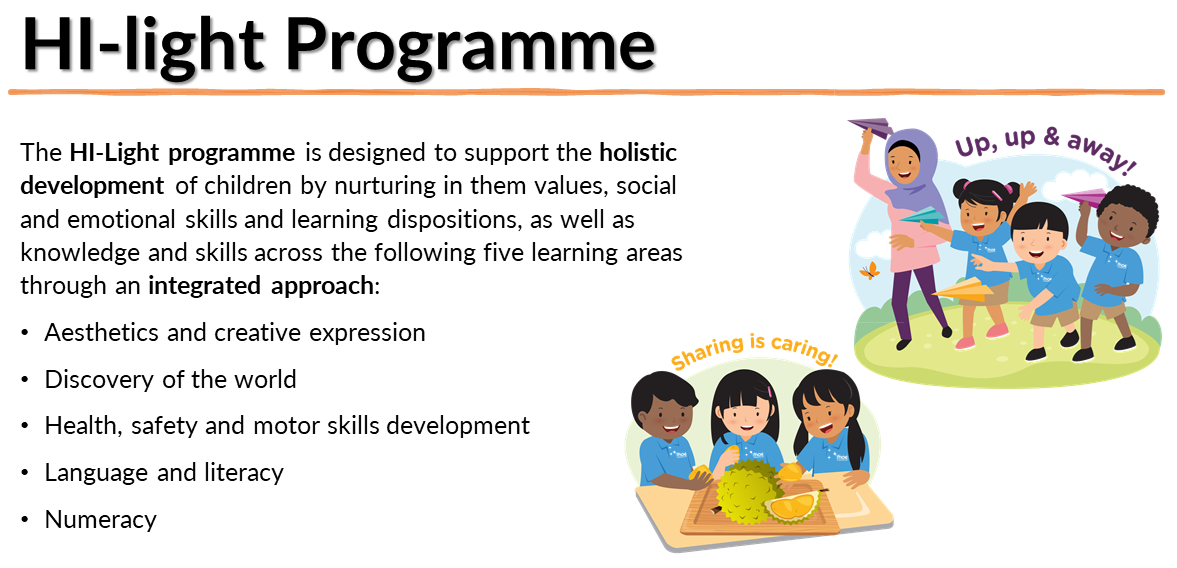 HI-light Programme
The HI-Light programme is designed to support the holistic
development of children by nurturing in them values, social
and emotional skills and learning dispositions, as well as
knowledge and skills across the following five learning areas
through an integrated approach:
• Aesthetics and creative expression
• Discovery of the world
• Health, safety and motor skills development
• Language and literacy
• Numeracy
Up, up & away!
Sharing is caring!